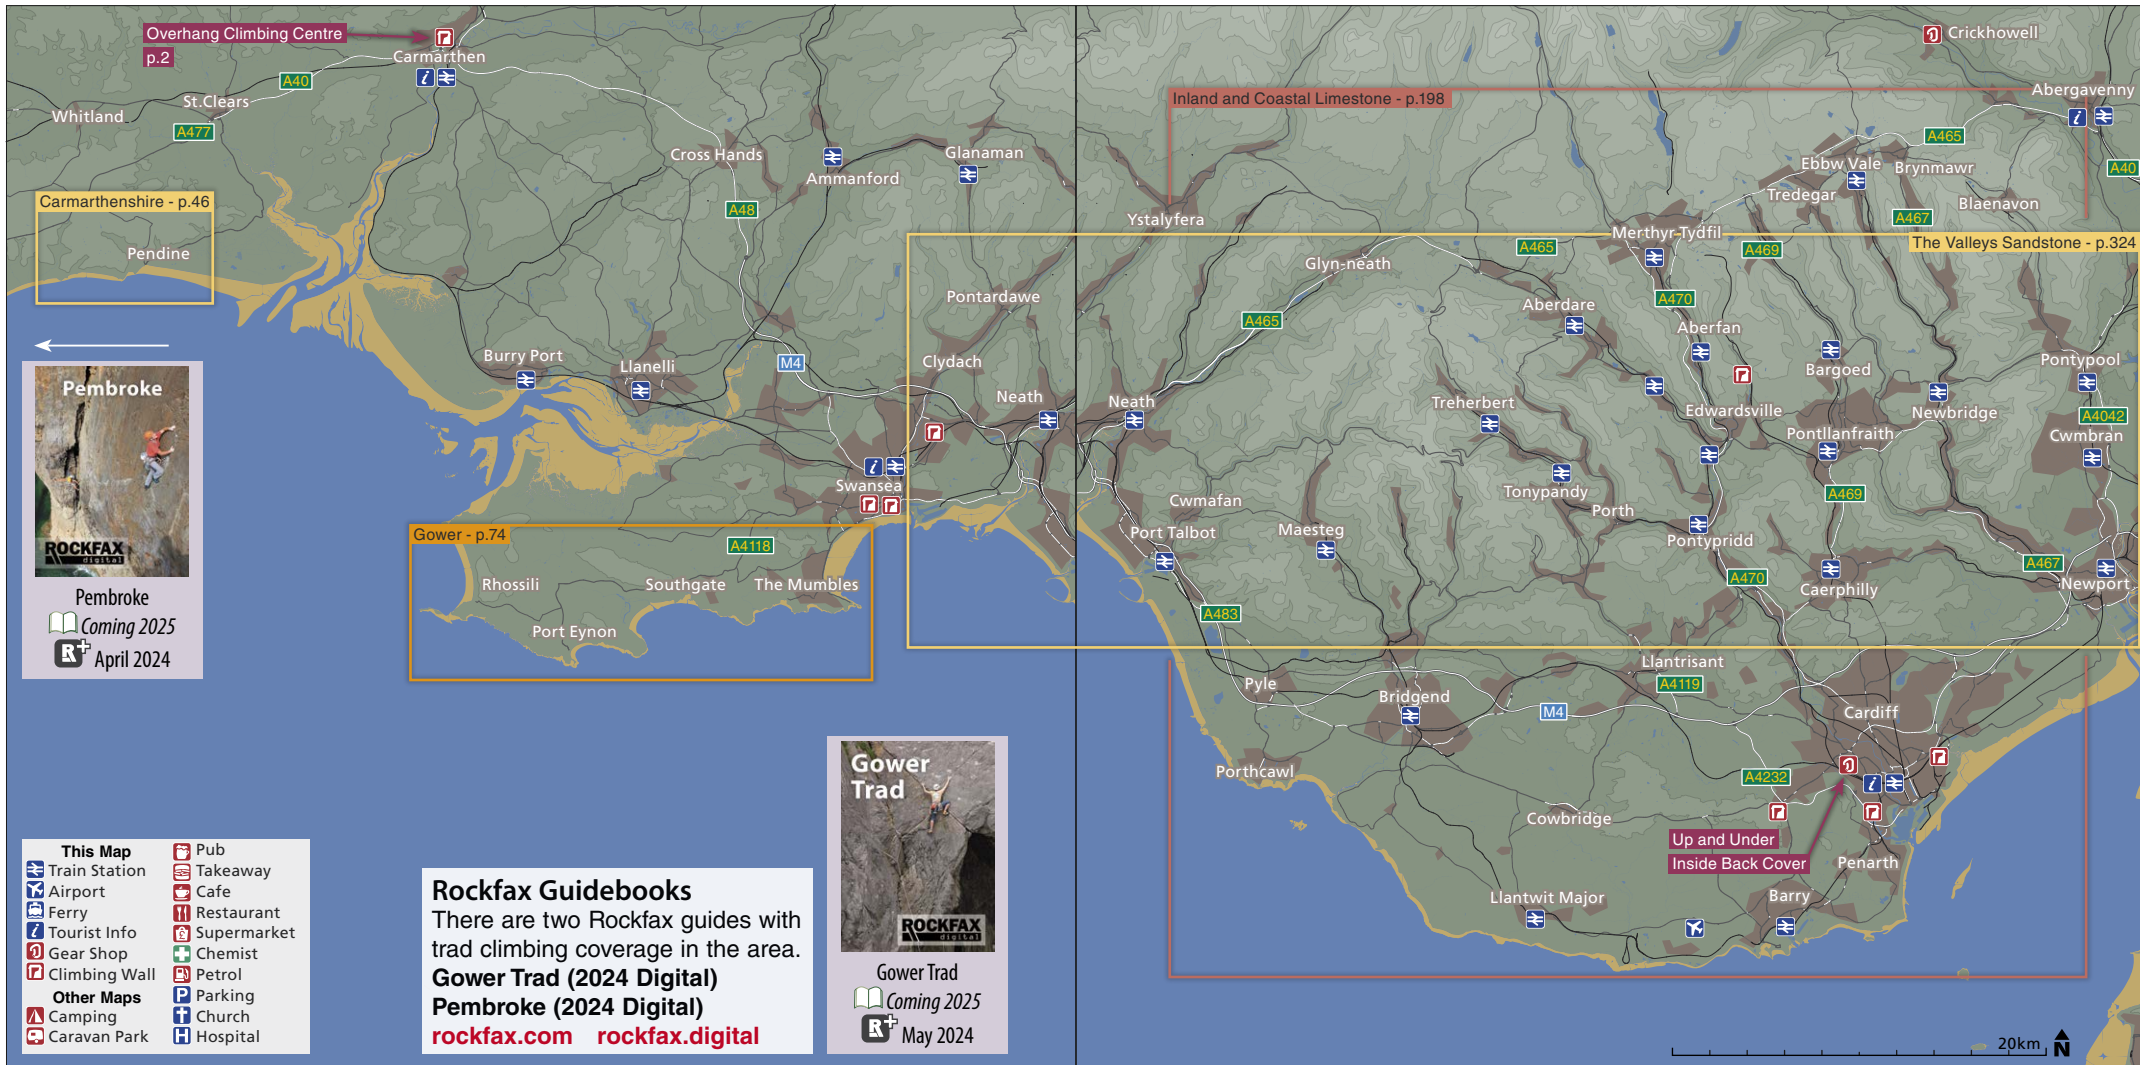 Overhang Climbing Centre
p.2
Carmarthen
A40
St.Clears
Whitland
A477
Carmarthenshire - p.46
Pendine
Cross Hands
A48
Ammanford
Glanaman
Pontardawe
Clydach
Neath
Burry Port
Llanelli
M4
Swansea
Gower - p.74
A4118
Rhossili
Southgate
The Mumbles
Port Eynon
Pembroke
ROCKFAX
digital
Pembroke
Coming 2025
R+ April 2024
Crickhowell
Abergavenny
Inland and Coastal Limestone - p.198
A465
A40
Ebbw Vale
Brynmawr
Tredegar
Blaenavon
A467
Ystalyfera
Merthyr Tydfil
The Valleys Sandstone - p.324
A465
A469
Glyn-neath
Aberdare
A470
A465
Aberfan
Bargoed
Pontypool
Neath
Treherbert
Edwardsville
Newbridge
A4042
Pontllanfraith
Cwmbran
Cwmafan
Tonypandy
A469
Porth
Port Talbot
Maesteg
Pontypridd
A467
A470
Caerphilly
Newport
A483
Llantrisant
A4119
Pyle
Bridgend
M4
Cardiff
Porthcawl
A4232
Cowbridge
Up and Under
Inside Back Cover
Penarth
Llantwit Major
Barry
Gower
Trad
ROCKFAX
digital
Gower Trad
Coming 2025
R+ May 2024
This Map
Train Station
Airport
Ferry
Tourist Info
Gear Shop
Climbing Wall
Other Maps
Camping
Caravan Park
Pub
Takeaway
Cafe
Restaurant
Supermarket
Chemist
Petrol
P Parking
Church
H Hospital
Rockfax Guidebooks
There are two Rockfax guides with
trad climbing coverage in the area.
Gower Trad (2024 Digital)
Pembroke (2024 Digital)
rockfax.com rockfax.digital
20km N